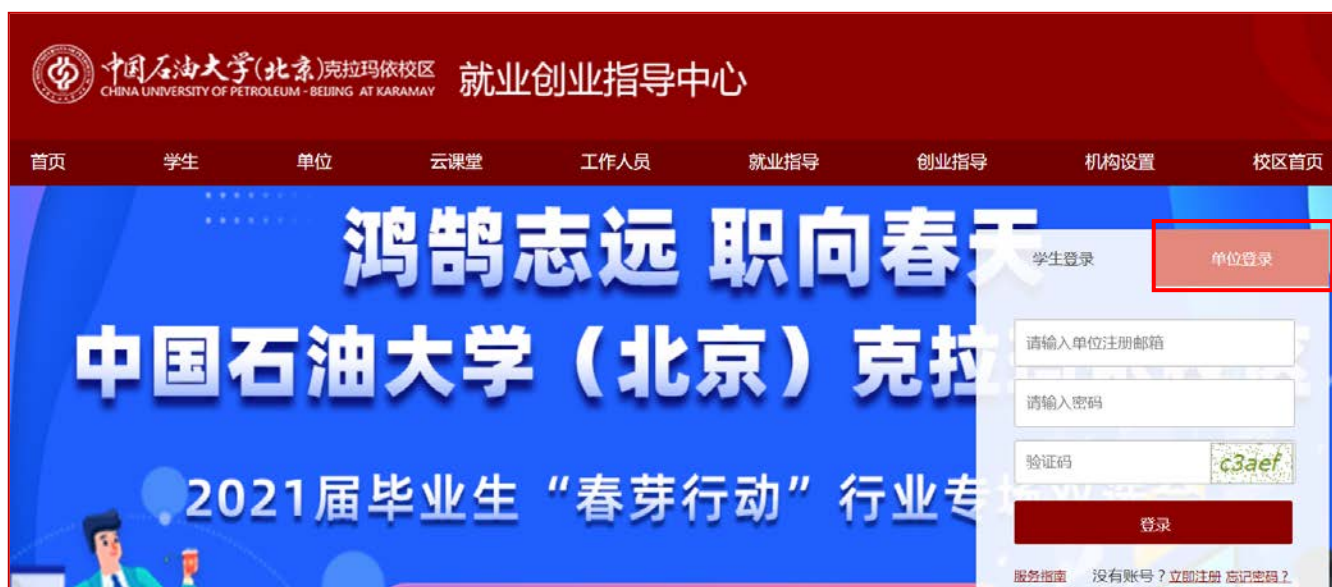 中国石油大学(北京)克拉玛依校区
CHINA UNIVERSITY OF PETROLEUM - BEIJING AT KARAMAY
就业创业指导中心
首页 学生 单位 云课堂 工作人员 就业指导 创业指导 机构设置 校区首页
鸿鹄志远 职向春天
中国石油大学（北京）克拉
2021届毕业生“春芽行动”行业专
学生登录 单位登录
请输入单位注册邮箱
请输入密码
验证码 c3aef
登录
服务指南 没有账号？立即注册 忘记密码？